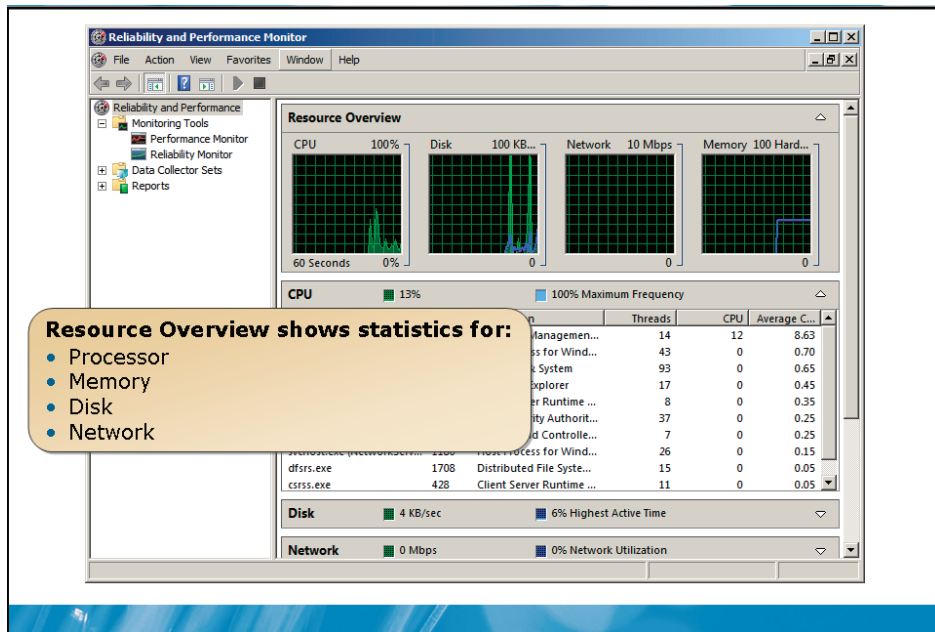 Reliability and Performance Monitor
File Action View Favorites Window Help
Reliability and Performance
Monitoring Tools
Performance Monitor
Reliability Monitor
Data Collector Sets
Reports
Resource Overview
CPU 100% Disk 100 KB... Network 10 Mbps Memory 100 Hard...
60 Seconds 0% 0 0 0
CPU 13% 100% Maximum Frequency
Threads CPU Average C...
Managemen... 14 12 8.63
for Wind... 43 0 0.70
System 93 0 0.65
Explorer 17 0 0.45
Runtime ... 8 0 0.35
Authorit... 37 0 0.25
Controlle... 7 0 0.25
for Wind... 26 0 0.15
dfsrs.exe 1708 Distributed File Syste... 15 0 0.05
csrss.exe 428 Client Server Runtime ... 11 0 0.05
Disk 4 KB/sec 6% Highest Active Time
Network 0 Mbps 0% Network Utilization
Resource Overview shows statistics for:
• Processor
• Memory
• Disk
• Network